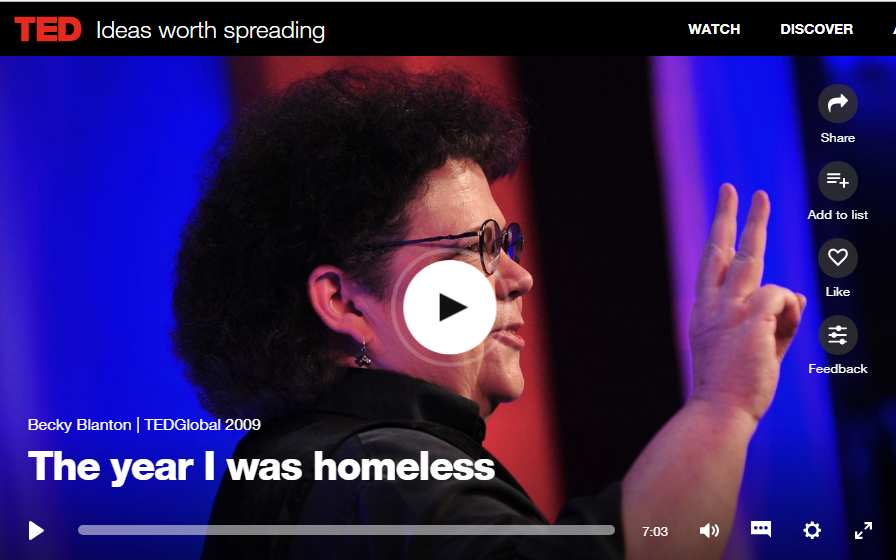 TED Ideas worth spreading WATCH DISCOVER
Share
Add to list
Like
Feedback
Becky Blanton | TEDGlobal 2009
The year I was homeless
7:03